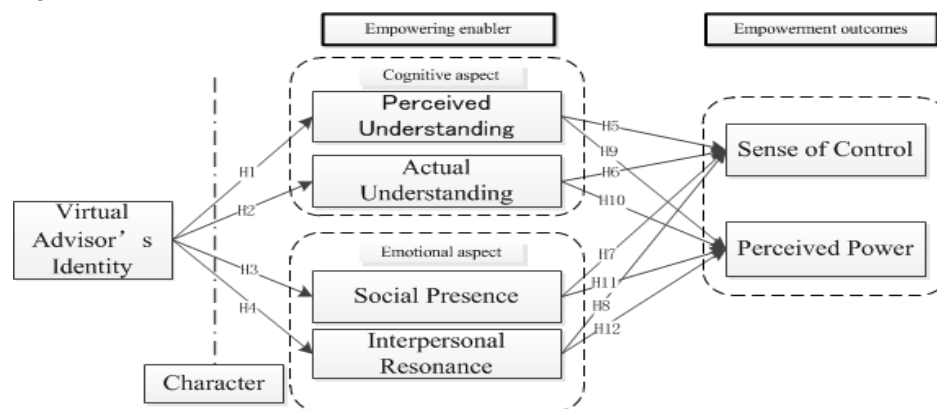 Empowering enabler
Empowerment outcomes
Cognitive aspect
Perceived
Understanding
Actual
Understanding
Virtual
Advisor's
Identity
Emotional aspect
Social Presence
Interpersonal
Resonance
Character
Sense of Control
Perceived Power
H1
H2
H3
H4
H5
H9
H6
H10
H7
H11
H8
H12